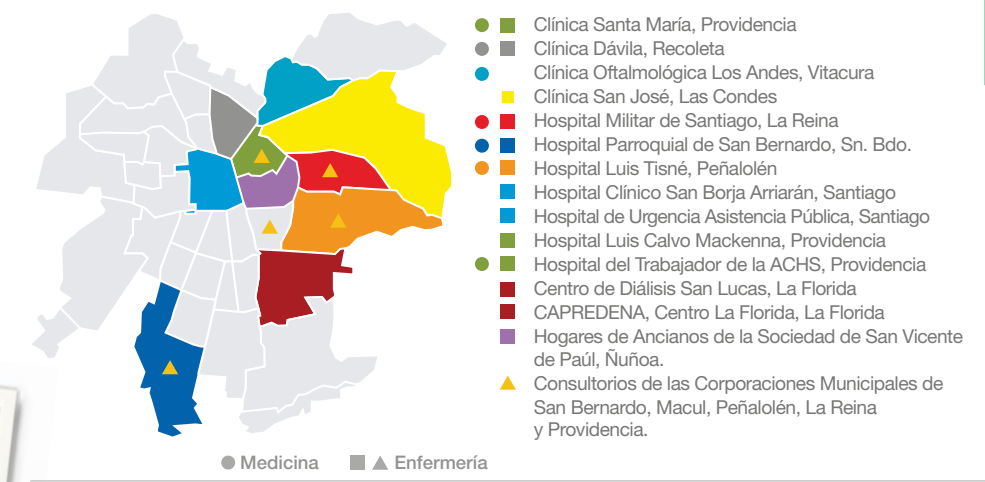 Clínica Santa María, Providencia
Clínica Dávila, Recoleta
Clínica Oftalmológica Los Andes, Vitacura
Clínica San José, Las Condes
Hospital Militar de Santiago, La Reina
Hospital Parroquial de San Bernardo, Sn. Bdo.
Hospital Luis Tisné, Peñalolén
Hospital Clínico San Borja Arriarán, Santiago
Hospital de Urgencia Asistencia Pública, Santiago
Hospital Luis Calvo Mackenna, Providencia
Hospital del Trabajador de la ACHS, Providencia
Centro de Diálisis San Lucas, La Florida
CAPREDENA, Centro La Florida, La Florida
Hogares de Ancianos de la Sociedad de San Vicente
de Paúl, Ñuñoa.
Consultorios de las Corporaciones Municipales de
San Bernardo, Macul, Peñalolén, La Reina
y Providencia.
Medicina
Enfermería